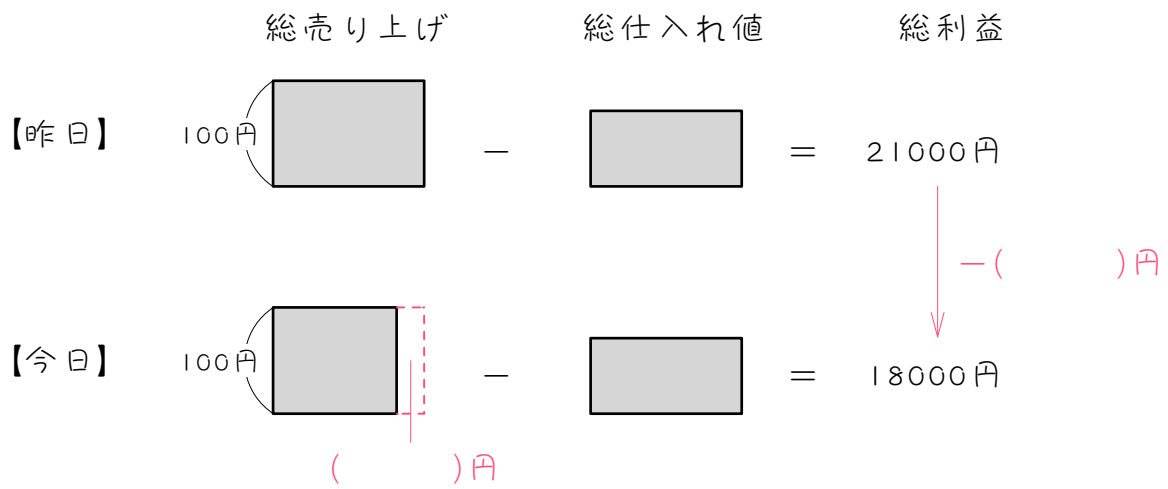 総売り上げ 総仕入れ値 総利益
【昨日】 100円 － ＝ 21000円
－( )円
【今日】 100円 － ＝ 18000円
( )円